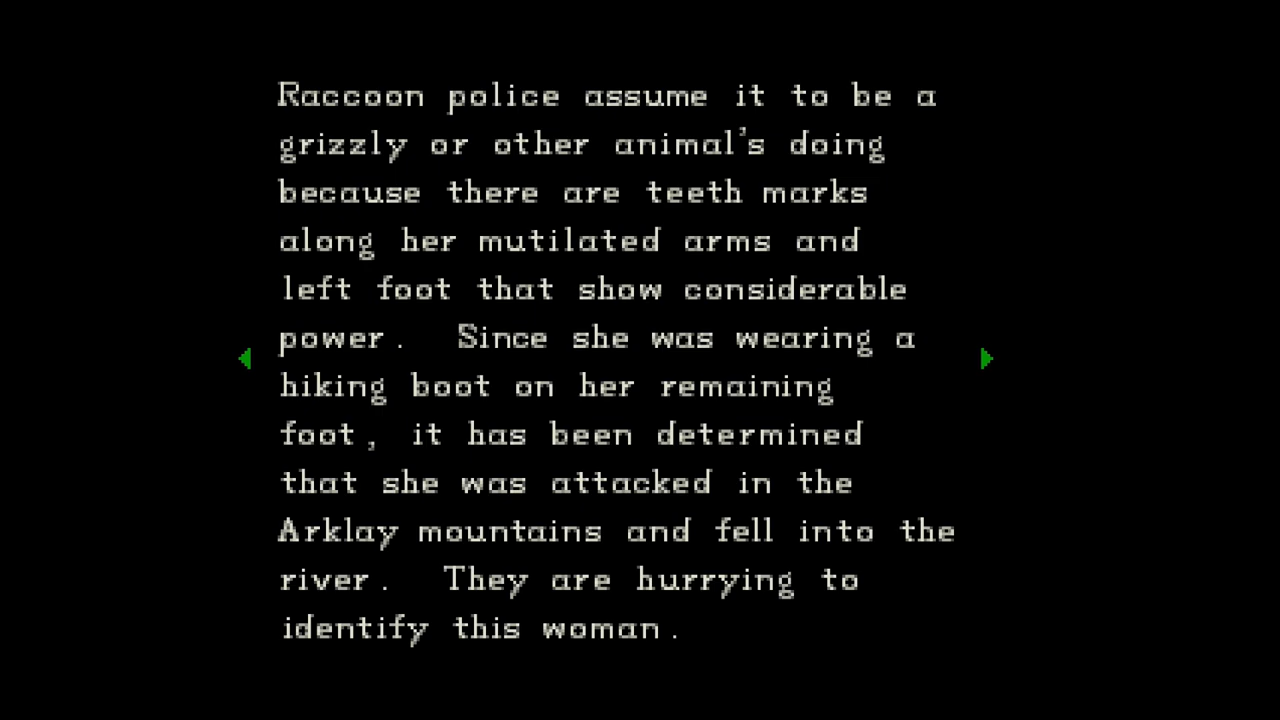 Raccoon police assume it to be a
grizzly or other animal's doing
because there are teeth marks
along her mutilated arms and
left foot that show considerable
power.  Since she was wearing a
hiking boot on her remaining
foot, it has been determined
that she was attacked in the
Arklay mountains and fell into the
river.  They are hurrying to
identify this woman.